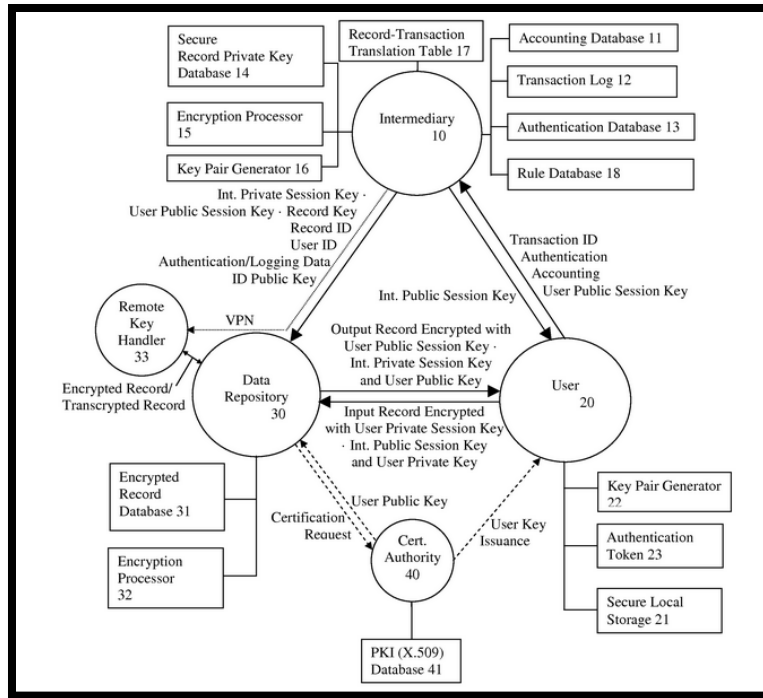 Secure
Record Private Key
Database 14
Record-Transaction
Translation Table 17
Accounting Database 11
Transaction Log 12
Encryption Processor
15
Intermediary
10
Authentication Database 13
Key Pair Generator 16
Rule Database 18
Int. Private Session Key ·
User Public Session Key · Record Key
Record ID
User ID
Authentication/Logging Data
ID Public Key
Transaction ID
Authentication
Accounting
User Public Session Key
Int. Public Session Key
Remote
Key
Handler
33
VPN
Output Record Encrypted with
User Public Session Key ·
Int. Private Session Key
and User Public Key
Encrypted Record/
Transcrypted Record
Data
Repository
30
User
20
Input Record Encrypted
with User Private Session Key
· Int. Public Session Key
and User Private Key
Encrypted
Record
Database 31
Key Pair Generator
22
User Public Key
Certification
Request
User Key
Issuance
Encryption
Processor
32
Cert.
Authority
40
Authentication
Token 23
Secure Local
Storage 21
PKI (X.509)
Database 41